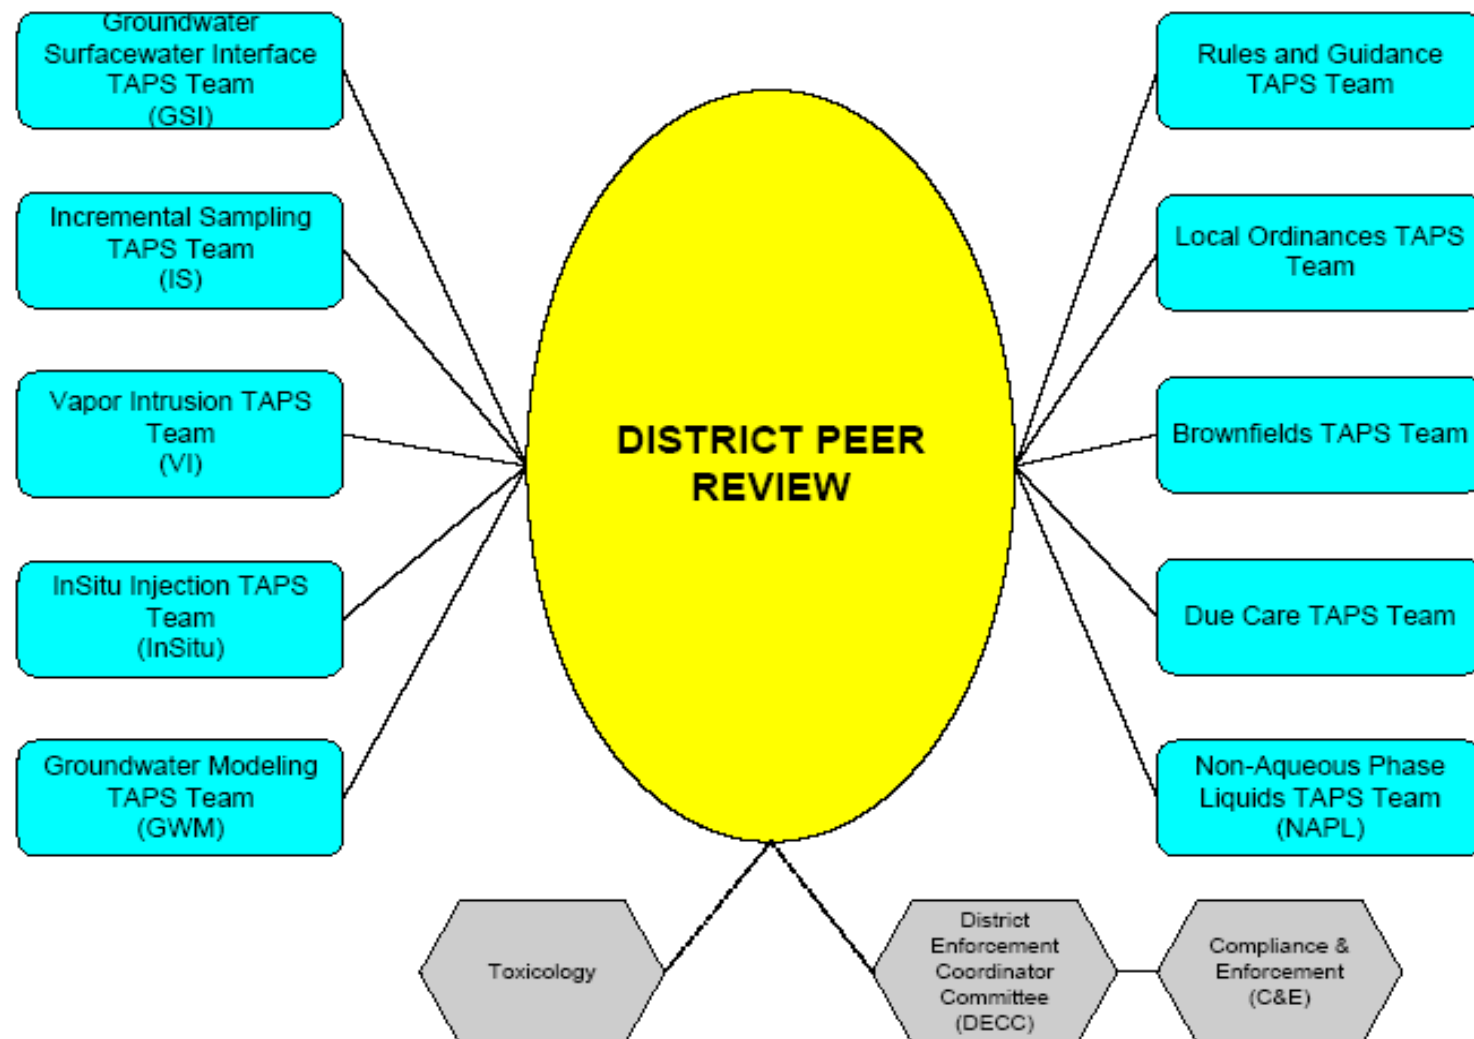 Groundwater
Surfacewater Interface
TAPS Team
(GSI)
Incremental Sampling
TAPS Team
(IS)
Vapor Intrusion TAPS
Team
(VI)
InSitu Injection TAPS
Team
(InSitu)
Groundwater Modeling
TAPS Team
(GWM)
DISTRICT PEER
REVIEW
Rules and Guidance
TAPS Team
Local Ordinances TAPS
Team
Brownfields TAPS Team
Due Care TAPS Team
Non-Aqueous Phase
Liquids TAPS Team
(NAPL)
Toxicology
District
Enforcement
Coordinator
Committee
(DECC)
Compliance &
Enforcement
(C&E)